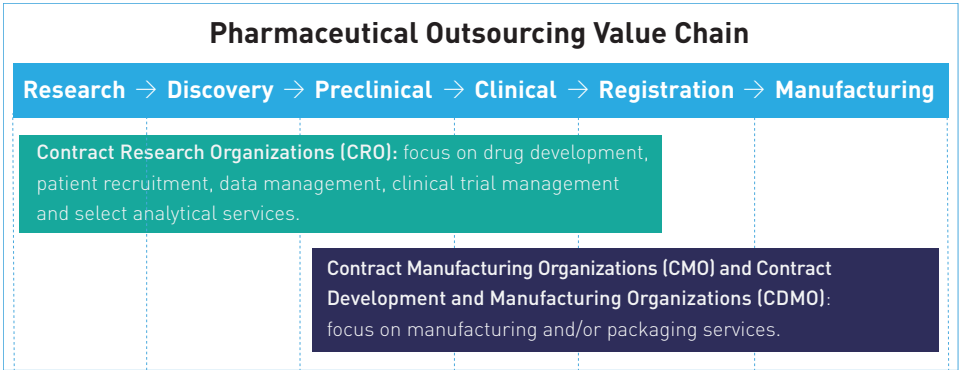 Pharmaceutical Outsourcing Value Chain
Research → Discovery → Preclinical → Clinical → Registration → Manufacturing
Contract Research Organizations (CRO): focus on drug development,
patient recruitment, data management, clinical trial management
and select analytical services.
Contract Manufacturing Organizations (CMO) and Contract
Development and Manufacturing Organizations (CDMO):
focus on manufacturing and/or packaging services.